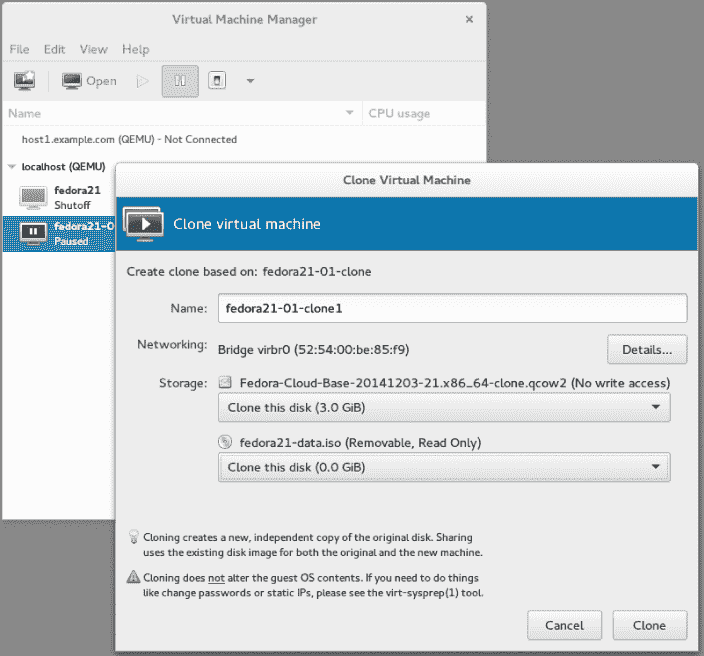 Virtual Machine Manager
File Edit View Help
Open
Name CPU usage
host1.example.com (QEMU) - Not Connected
localhost (QEMU)
fedora21
Shutoff
fedora21-0
Paused
Clone Virtual Machine
Clone virtual machine
Create clone based on: fedora21-01-clone
Name: fedora21-01-clone1
Networking: Bridge virbr0 (52:54:00:be:85:f9) Details...
Storage: Fedora-Cloud-Base-20141203-21.x86_64-clone.qcow2 (No write access)
Clone this disk (3.0 GiB)
fedora21-data.iso (Removable, Read Only)
Clone this disk (0.0 GiB)
Cloning creates a new, independent copy of the original disk. Sharing
uses the existing disk image for both the original and the new machine.
Cloning does not alter the guest OS contents. If you need to do things
like change passwords or static IPs, please see the virt-sysprep(1) tool.
Cancel Clone